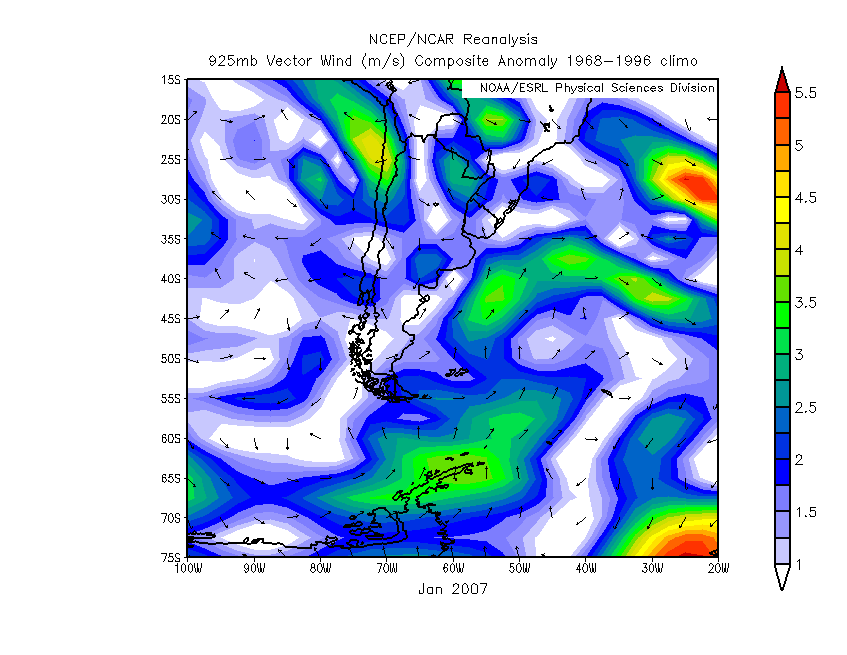 NCEP/NCAR Reanalysis
925mb Vector Wind (m/s) Composite Anomaly 1968-1996 climo
NOAA/ESRL Physical Sciences Division
15S
20S
25S
30S
35S
40S
45S
50S
55S
60S
65S
70S
75S
100W 90W 80W 70W 60W 50W 40W 30W 20W
Jan 2007
5.5
5
4.5
4
3.5
3
2.5
2
1.5
1